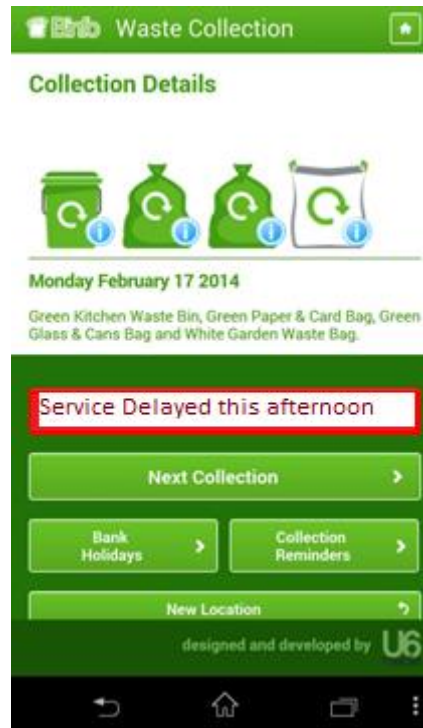 BinIo Waste Collection
Collection Details
Monday February 17 2014
Green Kitchen Waste Bin, Green Paper & Card Bag, Green
Glass & Cans Bag and White Garden Waste Bag.
Service Delayed this afternoon
Next Collection
Bank
Holidays
Collection
Reminders
New Location
designed and developed by U6